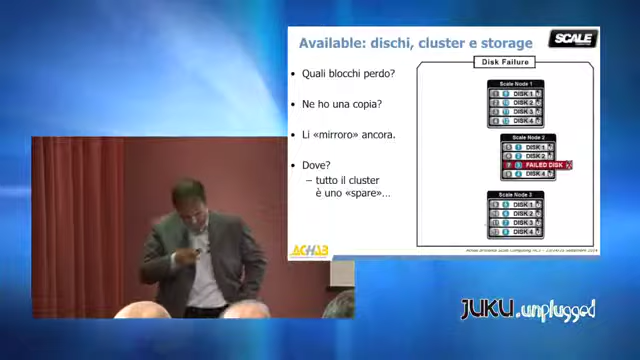 Available: dischi, cluster e storage
SCALE
Disk Failure
• Quali blocchi perdo?
• Ne ho una copia?
• Li «mirroro» ancora.
• Dove?
– tutto il cluster
è uno «spare»...
Scale Node 1
DISK 1
DISK 2
DISK 3
DISK 4
Scale Node 2
DISK 1
DISK 2
FAILED DISK
DISK 4
Scale Node 3
DISK 1
DISK 2
DISK 3
DISK 4
ACHAB
JUKU.unplugged